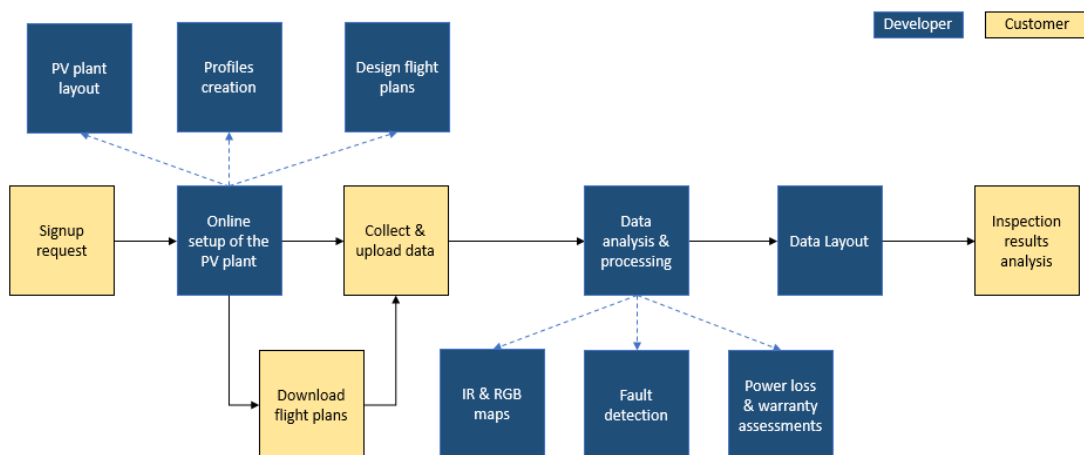 Developer
Customer
PV plant
layout
Profiles
creation
Design flight
plans
Signup
request
Online
setup of the
PV plant
Collect &
upload data
Data
analysis &
processing
Data Layout
Inspection
results
analysis
Download
flight plans
IR & RGB
maps
Fault
detection
Power loss
& warranty
assessments